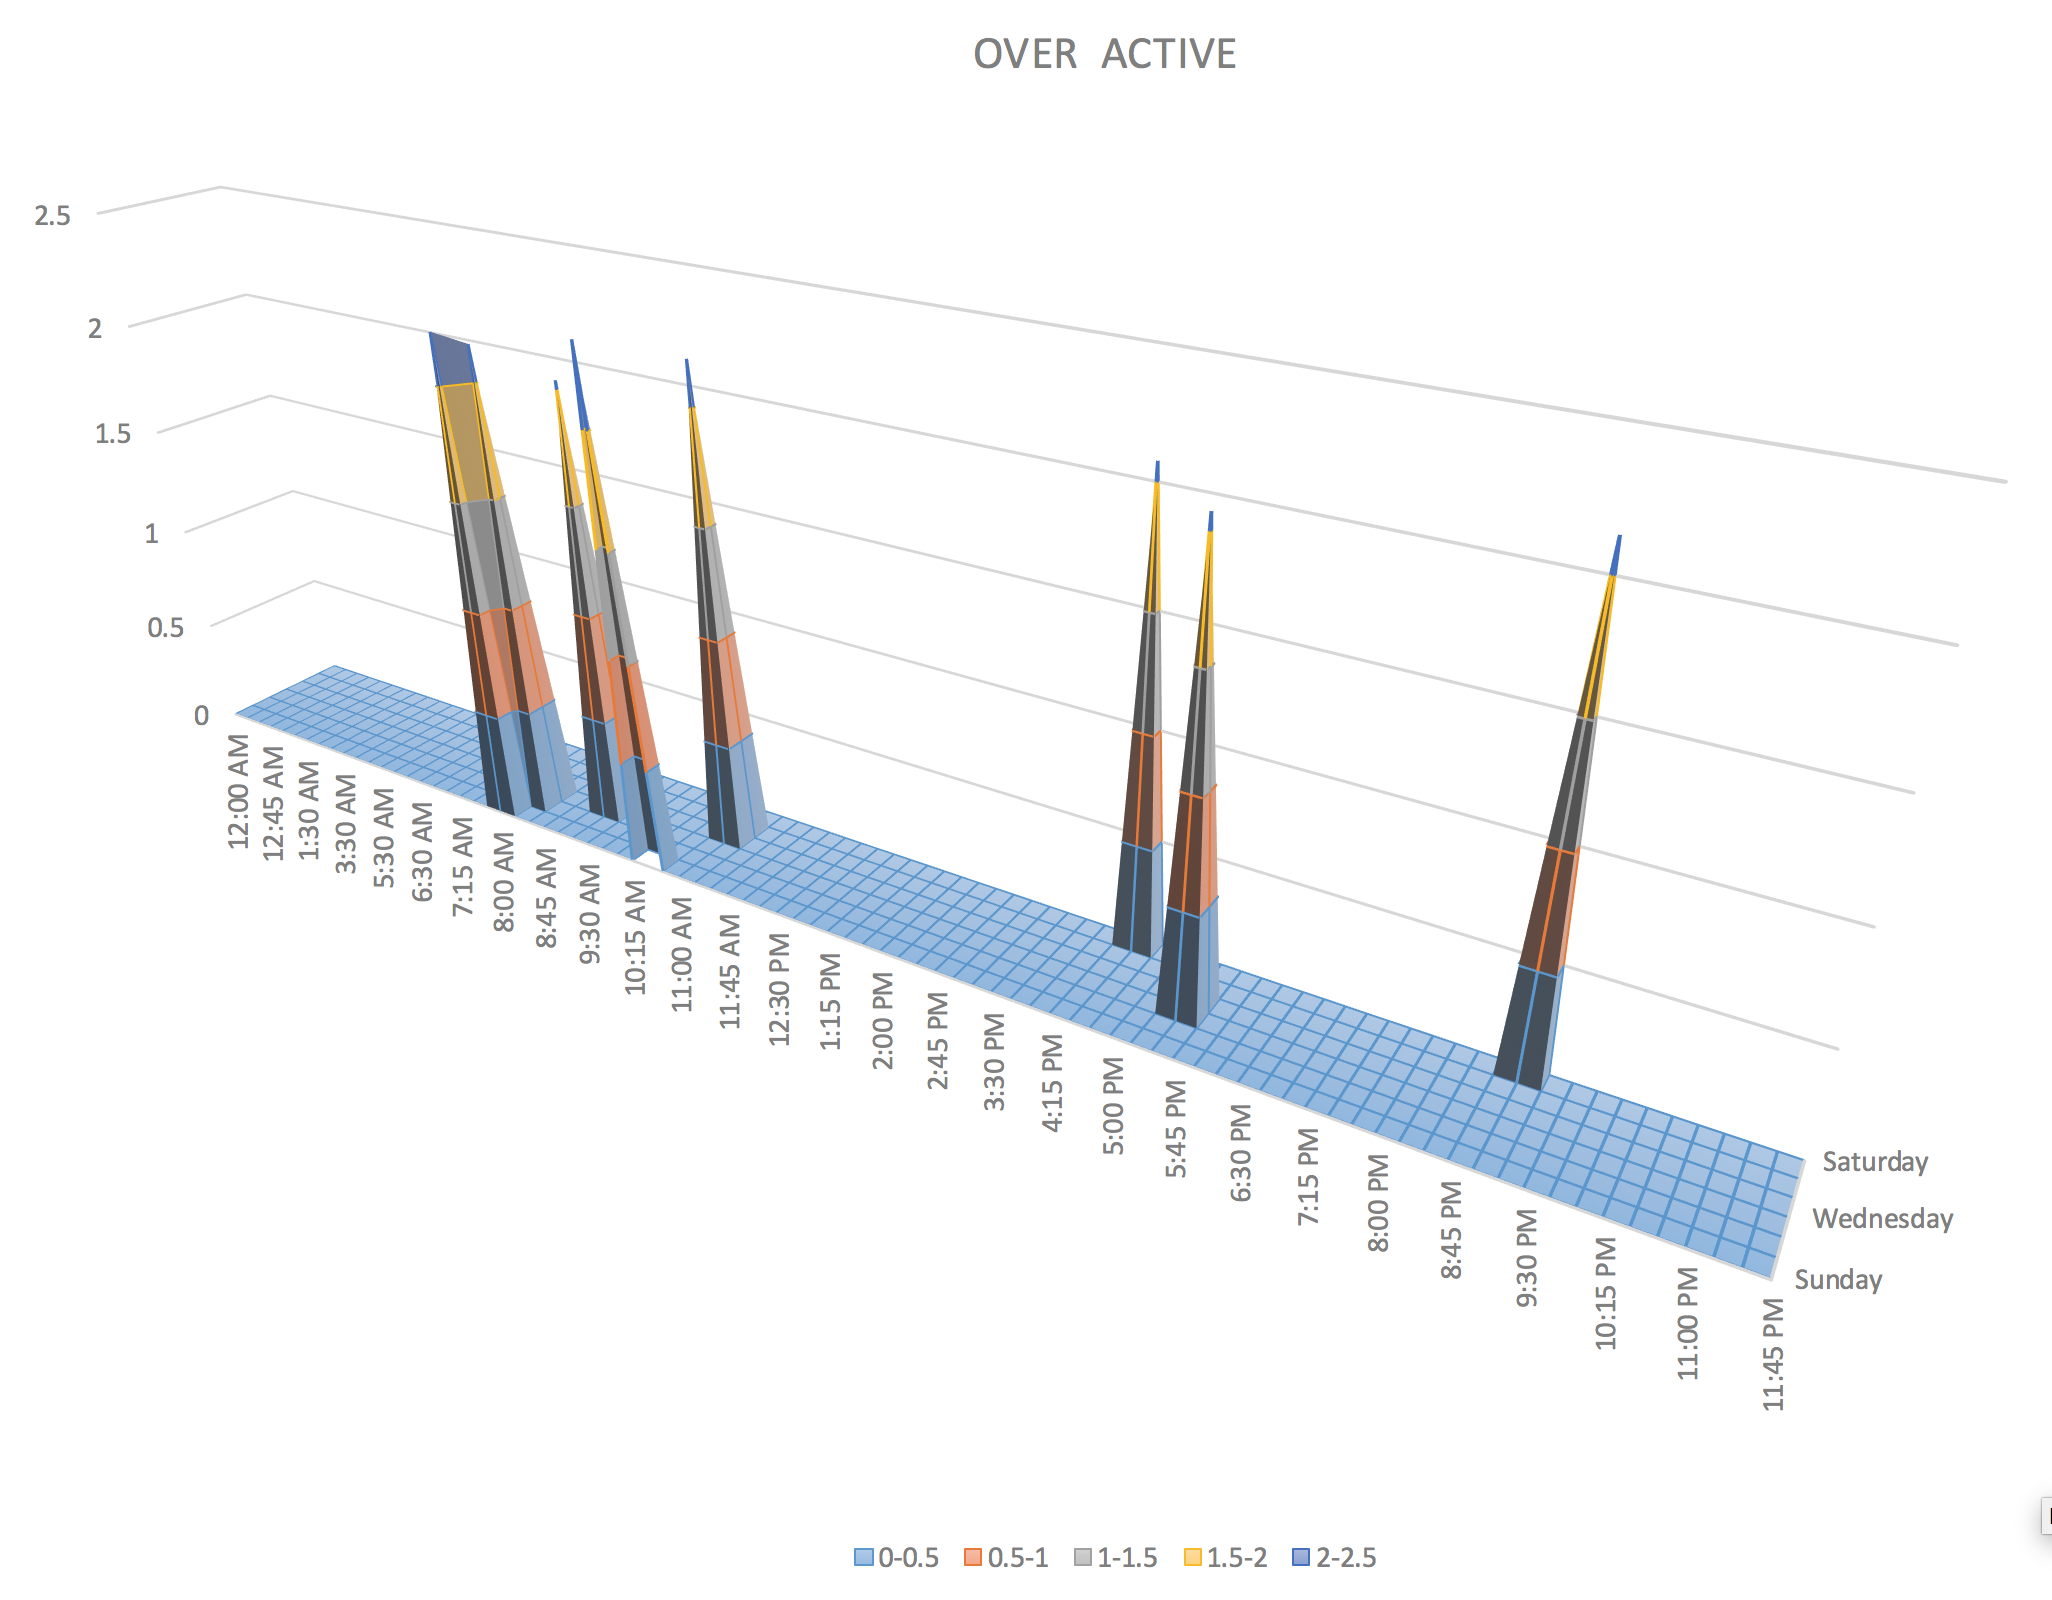 OVER ACTIVE
2.5
2
1.5
1
0.5
0
12:00 AM
12:45 AM
1:30 AM
3:30 AM
5:30 AM
6:30 AM
7:15 AM
8:00 AM
8:45 AM
9:30 AM
10:15 AM
11:00 AM
11:45 AM
12:30 PM
1:15 PM
2:00 PM
2:45 PM
3:30 PM
4:15 PM
5:00 PM
5:45 PM
6:30 PM
7:15 PM
8:00 PM
8:45 PM
9:30 PM
10:15 PM
11:00 PM
11:45 PM
Saturday
Wednesday
Sunday
0-0.5 0.5-1 1-1.5 1.5-2 2-2.5